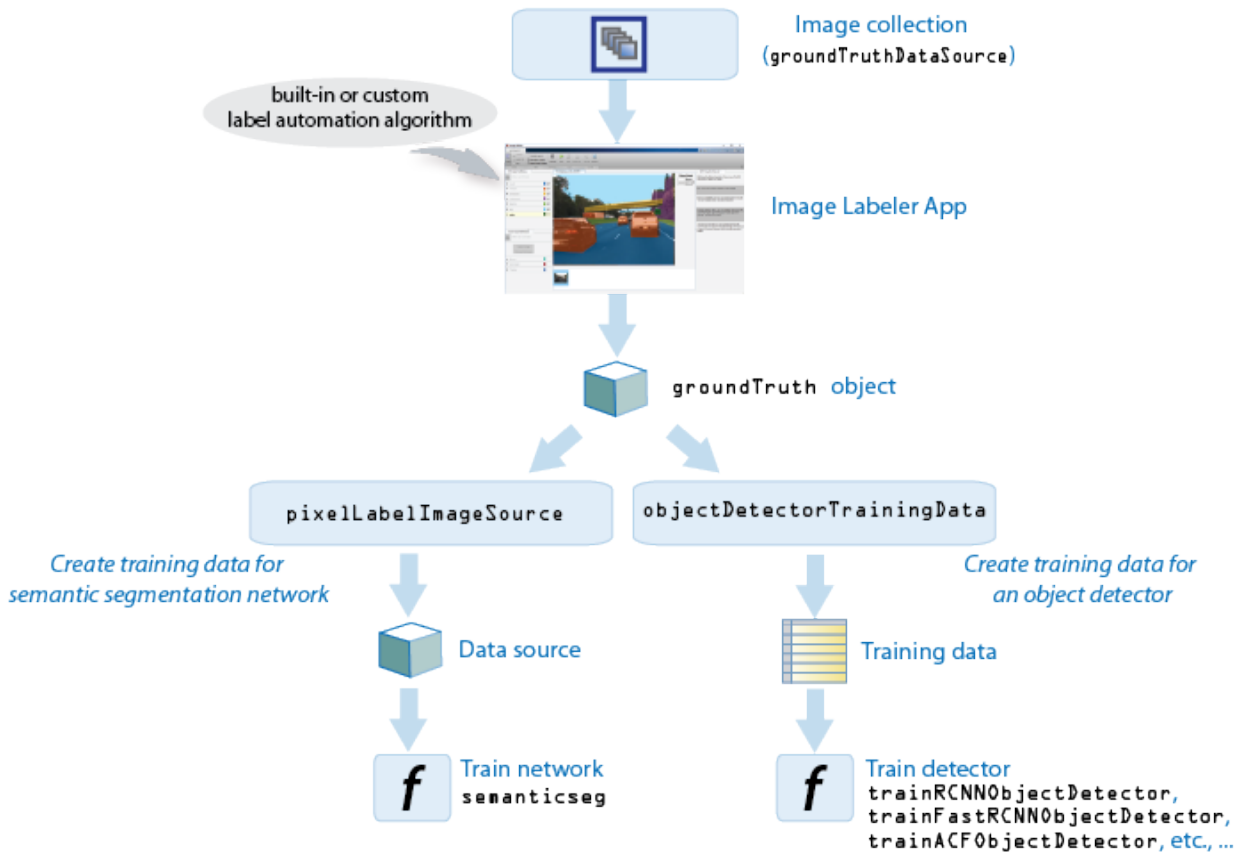 Image collection
(groundTruthDataSource)
built-in or custom
label automation algorithm
Image Labeler App
groundTruth object
pixelLabelImageSource
objectDetectorTrainingData
Create training data for
semantic segmentation network
Create training data for
an object detector
Data source
Training data
Train network
semanticseg
Train detector
trainRCNNObjectDetector,
trainFastRCNNObjectDetector,
trainACFObjectDetector, etc., ...